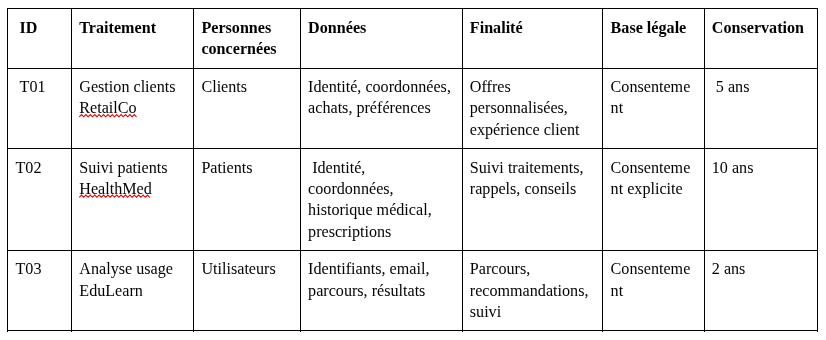 ID Traitement Personnes concernées Données Finalité Base légale Conservation
T01 Gestion clients RetailCo Clients Identité, coordonnées, achats, préférences Offres personnalisées, expérience client Consentement 5 ans
T02 Suivi patients HealthMed Patients Identité, coordonnées, historique médical, prescriptions Suivi traitements, rappels, conseils Consentement explicite 10 ans
T03 Analyse usage EduLearn Utilisateurs Identifiants, email, parcours, résultats Parcours, recommandations, suivi Consentement 2 ans